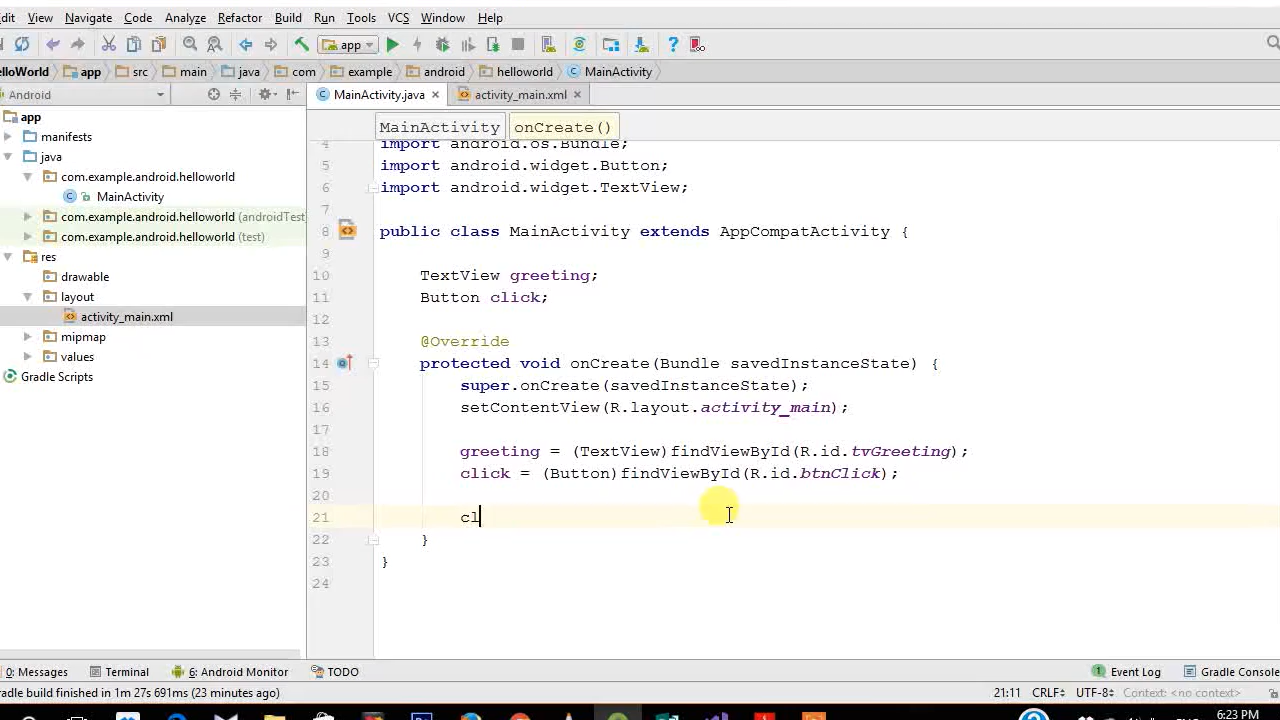 dit View Navigate Code Analyze Refactor Build Run Tools VCS Window Help
app
elloWorld app src main java com example android helloworld MainActivity
Android MainActivity.java activity_main.xml
MainActivity onCreate()
app
manifests
java
com.example.android.helloworld
MainActivity
com.example.android.helloworld (androidTest
com.example.android.helloworld (test)
res
drawable
layout
activity_main.xml
mipmap
values
Gradle Scripts
4 import android.os.Bundle;
5 import android.widget.Button;
6 import android.widget.TextView;
7
8 public class MainActivity extends AppCompatActivity {
9
10 TextView greeting;
11 Button click;
12
13 @Override
14 protected void onCreate(Bundle savedInstanceState) {
15 super.onCreate(savedInstanceState);
16 setContentView(R.layout.activity_main);
17
18 greeting = (TextView)findViewById(R.id.tvGreeting);
19 click = (Button)findViewById(R.id.btnClick);
20
21 cl
22 }
23 }
24
0: Messages Terminal 6: Android Monitor TODO 1 Event Log Gradle Console
radle build finished in 1m 27s 691ms (23 minutes ago) 21:11 CRLF÷ UTF-8÷ Context: <no context>
6:23 PM